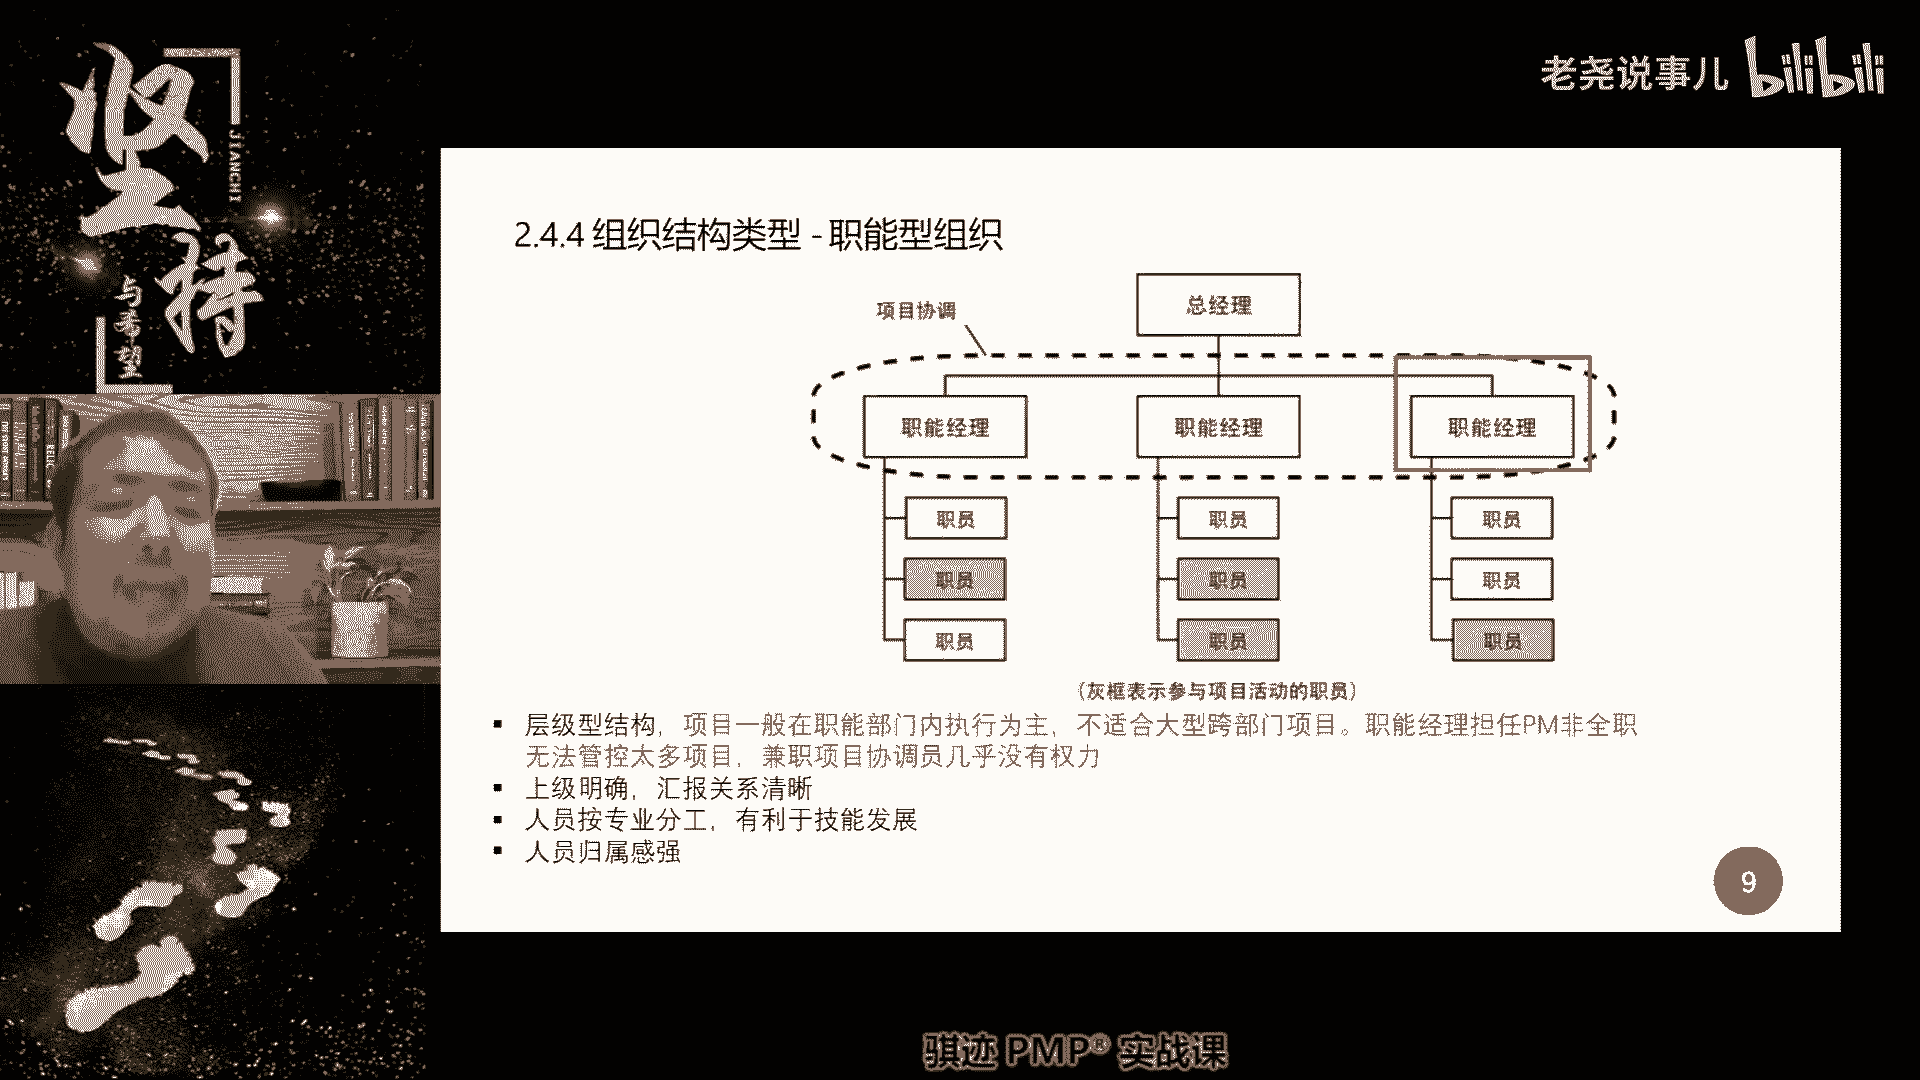 坚
持
JIANCHI
与希望
老尧说事儿 bilibili
2.4.4 组织结构类型 - 职能型组织
总经理
项目协调
职能经理 职能经理 职能经理
职员 职员 职员
职员 职员 职员
职员 职员 职员
（灰框表示参与项目活动的职员）
▪ 层级型结构，项目一般在职能部门内执行为主，不适合大型跨部门项目。职能经理担任PM非全职
无法管控太多项目，兼职项目协调员几乎没有权力
▪ 上级明确，汇报关系清晰
▪ 人员按专业分工，有利于技能发展
▪ 人员归属感强
9
骐迹 PMP® 实战课